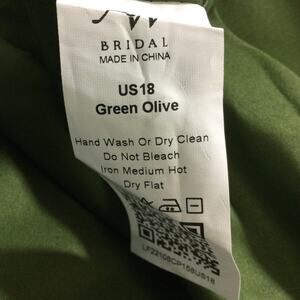 BRIDAL
MADE IN CHINA
US18
Green Olive
Hand Wash Or Dry Clean
Do Not Bleach
Iron Medium Hot
Dry Flat
LF22108CP158US18